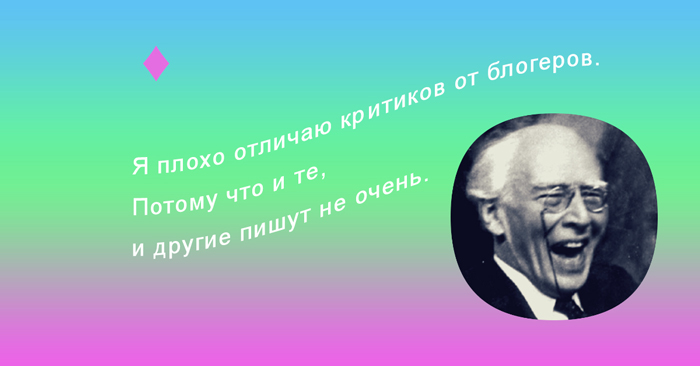 Я плохо отличаю критиков от блогеров.
Потому что и те,
и другие пишут не очень.